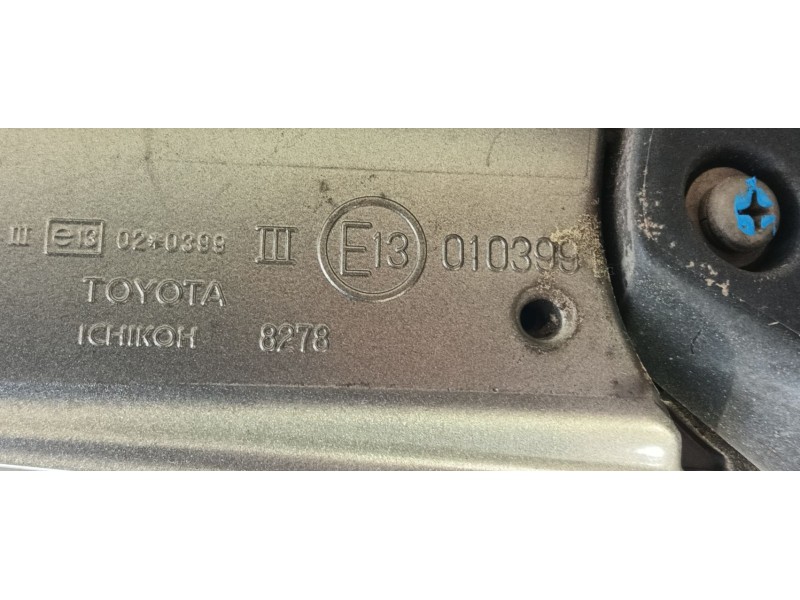 III e13 02*0399 III E13 010399
TOYOTA
ICHIKOH 8278